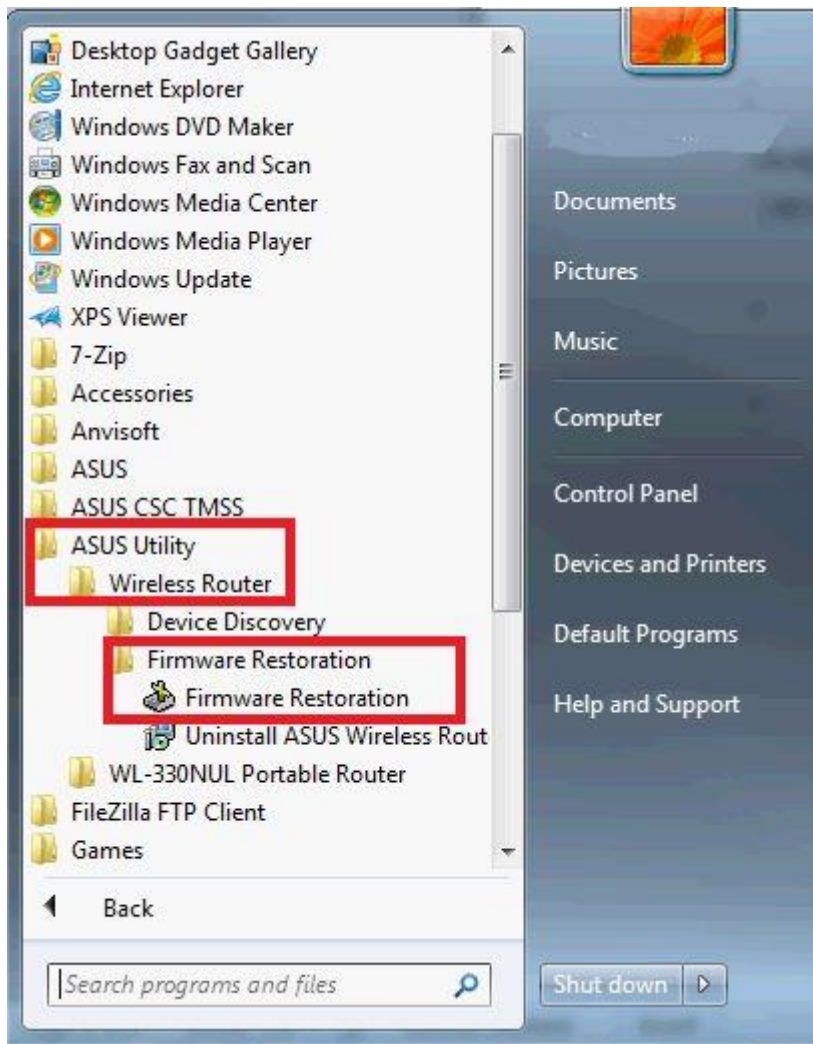 Desktop Gadget Gallery
Internet Explorer
Windows DVD Maker
Windows Fax and Scan
Windows Media Center
Windows Media Player
Windows Update
XPS Viewer
7-Zip
Accessories
Anvisoft
ASUS
ASUS CSC TMSS
ASUS Utility
Wireless Router
Device Discovery
Firmware Restoration
Firmware Restoration
Uninstall ASUS Wireless Rout
WL-330NUL Portable Router
FileZilla FTP Client
Games
Back
Search programs and files
Documents
Pictures
Music
Computer
Control Panel
Devices and Printers
Default Programs
Help and Support
Shut down